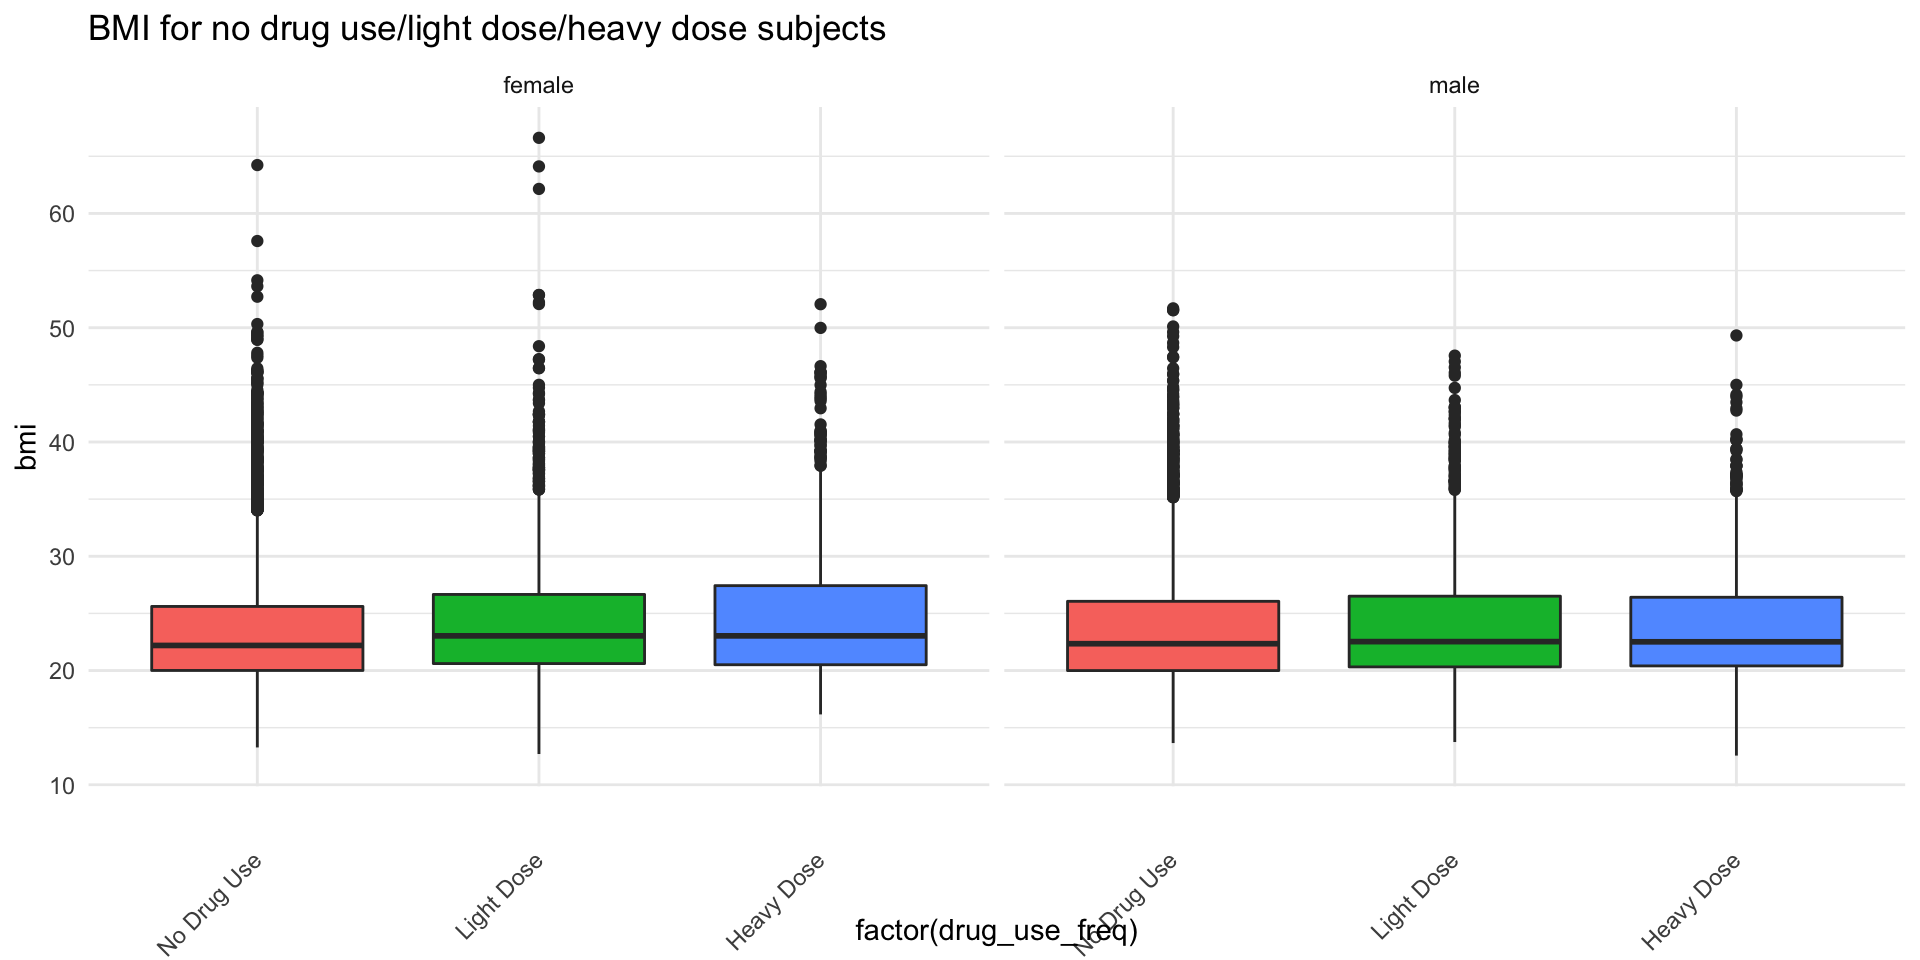 BMI for no drug use/light dose/heavy dose subjects
female
male
bmi
60
50
40
30
20
10
No Drug Use
Light Dose
Heavy Dose
No Drug Use
Light Dose
Heavy Dose
factor(drug_use_freq)